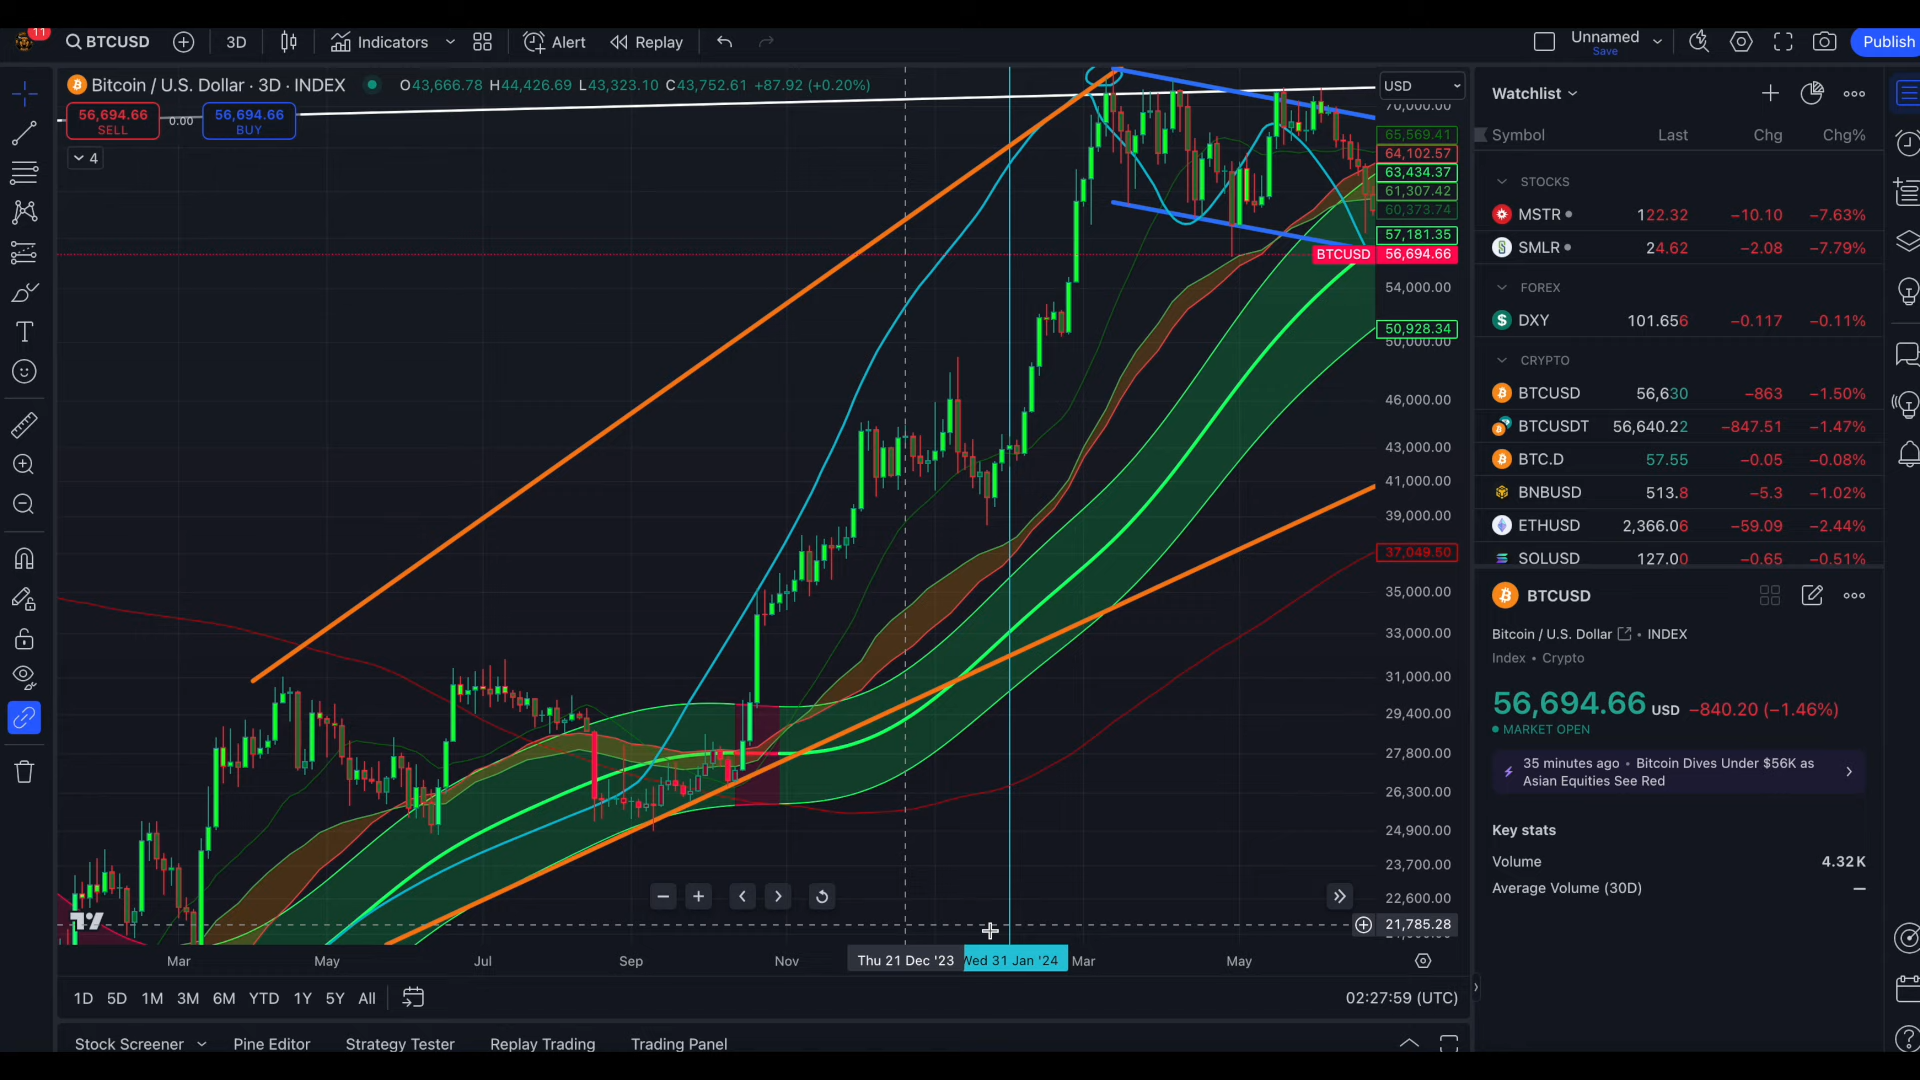 11
BTCUSD
3D
Indicators
Alert
Replay
Unnamed
Save
Publish
Bitcoin / U.S. Dollar · 3D · INDEX
O43,666.78 H44,426.69 L43,323.10 C43,752.61 +87.92 (+0.20%)
USD
56,694.66
SELL
0.00
56,694.66
BUY
4
70,000.00
65,569.41
64,102.57
63,434.37
61,307.42
60,373.74
57,181.35
BTCUSD 56,694.66
54,000.00
50,928.34
50,000.00
46,000.00
43,000.00
41,000.00
39,000.00
37,049.50
35,000.00
33,000.00
31,000.00
29,400.00
27,800.00
26,300.00
24,900.00
23,700.00
22,600.00
21,785.28
Mar
May
Jul
Sep
Nov
Thu 21 Dec '23
Wed 31 Jan '24
Mar
May
1D 5D 1M 3M 6M YTD 1Y 5Y All
02:27:59 (UTC)
Stock Screener
Pine Editor
Strategy Tester
Replay Trading
Trading Panel
Watchlist
Symbol Last Chg Chg%
STOCKS
MSTR 122.32 −10.10 −7.63%
SMLR 24.62 −2.08 −7.79%
FOREX
DXY 101.656 −0.117 −0.11%
CRYPTO
BTCUSD 56,630 −863 −1.50%
BTCUSDT 56,640.22 −847.51 −1.47%
BTC.D 57.55 −0.05 −0.08%
BNBUSD 513.8 −5.3 −1.02%
ETHUSD 2,366.06 −59.09 −2.44%
SOLUSD 127.00 −0.65 −0.51%
BTCUSD
Bitcoin / U.S. Dollar • INDEX
Index • Crypto
56,694.66 USD −840.20 (−1.46%)
MARKET OPEN
35 minutes ago • Bitcoin Dives Under $56K as
Asian Equities See Red
Key stats
Volume 4.32K
Average Volume (30D) —